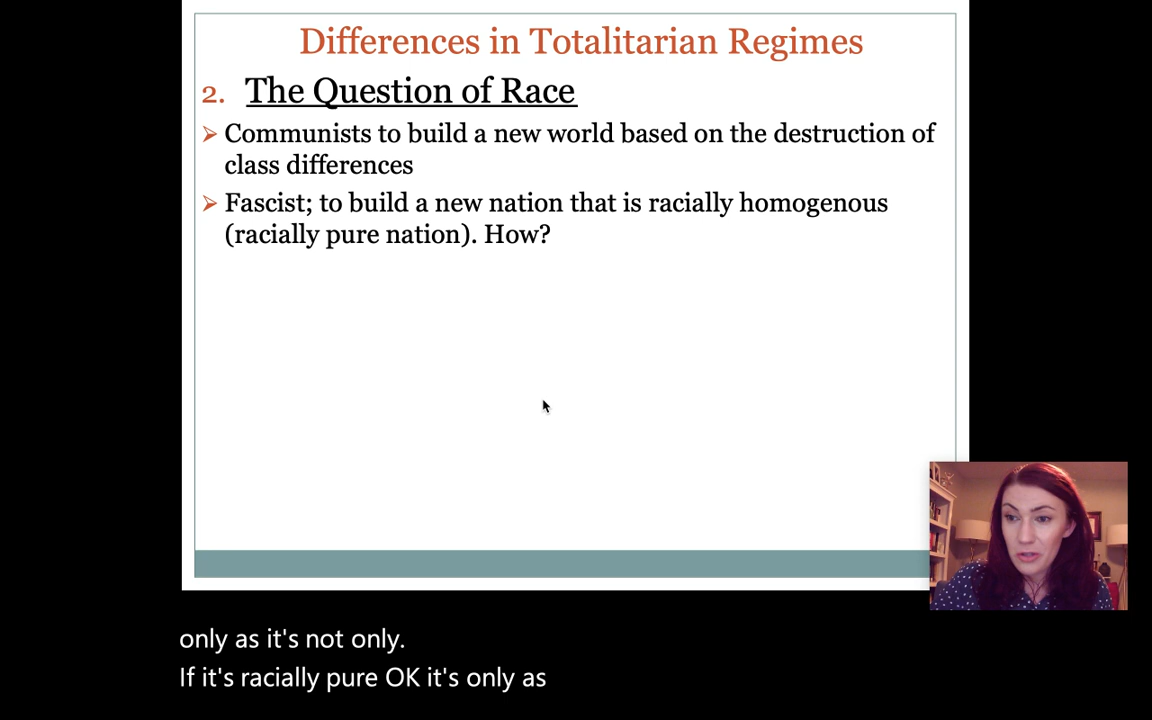 Differences in Totalitarian Regimes
2. The Question of Race
Communists to build a new world based on the destruction of
class differences
Fascist; to build a new nation that is racially homogenous
(racially pure nation). How?
only as it's not only.
If it's racially pure OK it's only as